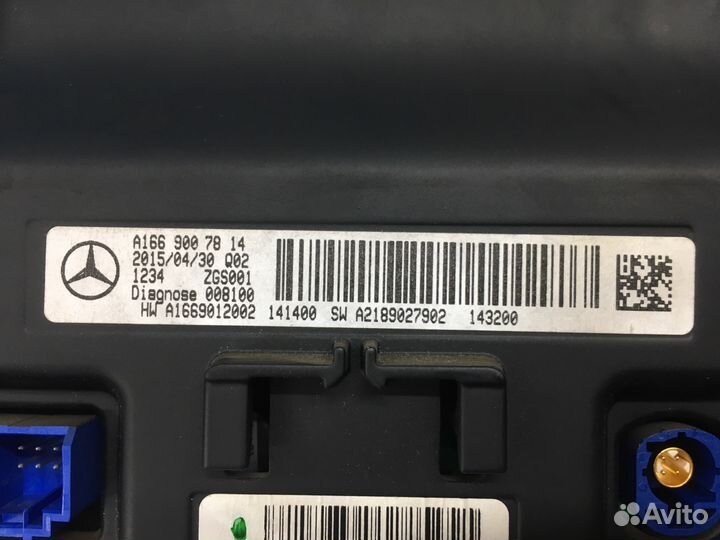 A166 900 78 14
2015/04/30 Q02
1234 ZGS001
Diagnose 008100
HW A1669012002 141400 SW A2189027902 143200
Avito